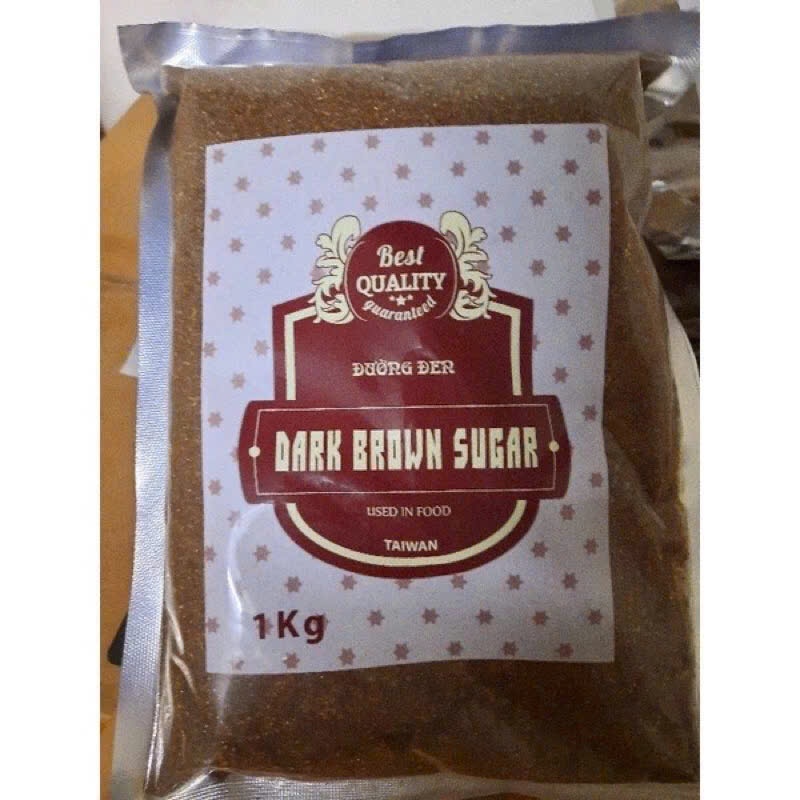 Best
QUALITY
guaranteed
ĐƯỜNG ĐEN
DARK BROWN SUGAR
USED IN FOOD
TAIWAN
1Kg